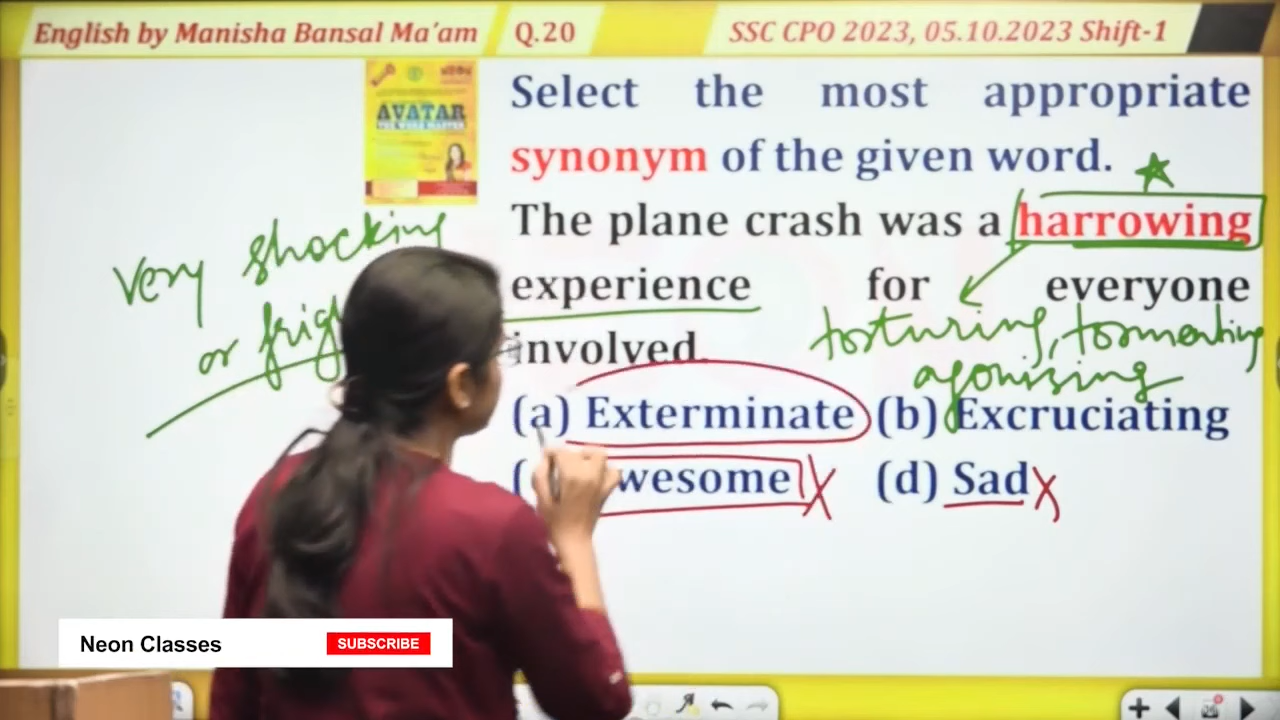 English by Manisha Bansal Ma'am
Q.20
SSC CPO 2023, 05.10.2023 Shift-1
AVATAR
Select the most appropriate
synonym of the given word.
The plane crash was a harrowing
experience for everyone
involved.
very shocking
or
torturing, tormenting
agonising
(a) Exterminate (b) Excruciating
(d) Sad
Neon Classes
SUBSCRIBE